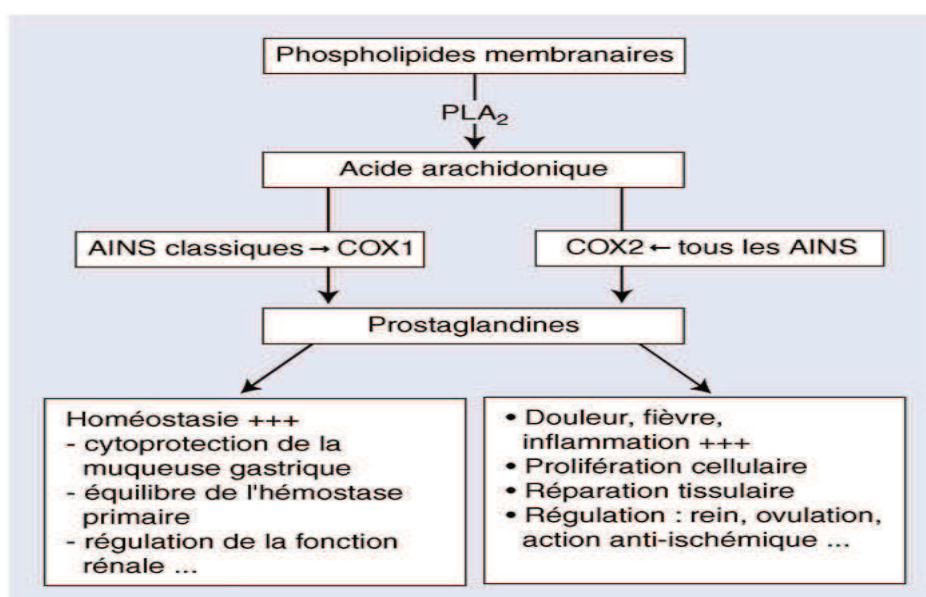 Phospholipides membranaires
PLA₂
Acide arachidonique
AINS classiques → COX1
COX2 ← tous les AINS
Prostaglandines
Homéostasie +++
- cytoprotection de la
muqueuse gastrique
- équilibre de l'hémostase
primaire
- régulation de la fonction
rénale ...
• Douleur, fièvre,
inflammation +++
• Prolifération cellulaire
• Réparation tissulaire
• Régulation : rein, ovulation,
action anti-ischémique ...